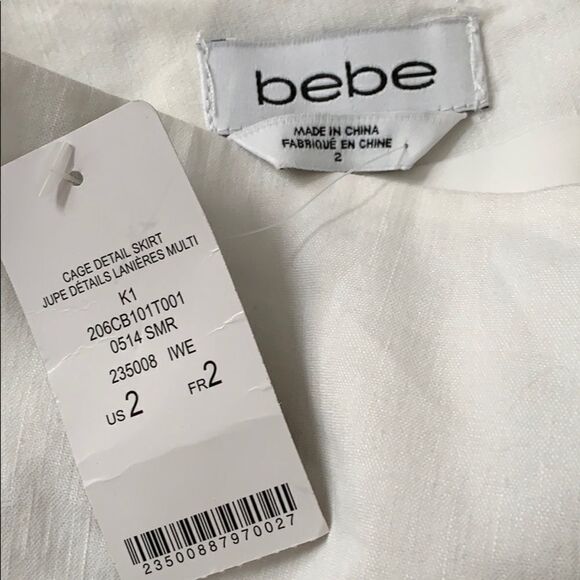 bebe
MADE IN CHINA
FABRIQUÉ EN CHINE
2
CAGE DETAIL SKIRT
JUPE DÉTAILS LANIÈRES MULTI
K1
206CB101T001
0514 SMR
235008 IWE
US 2 FR 2
23500887970027